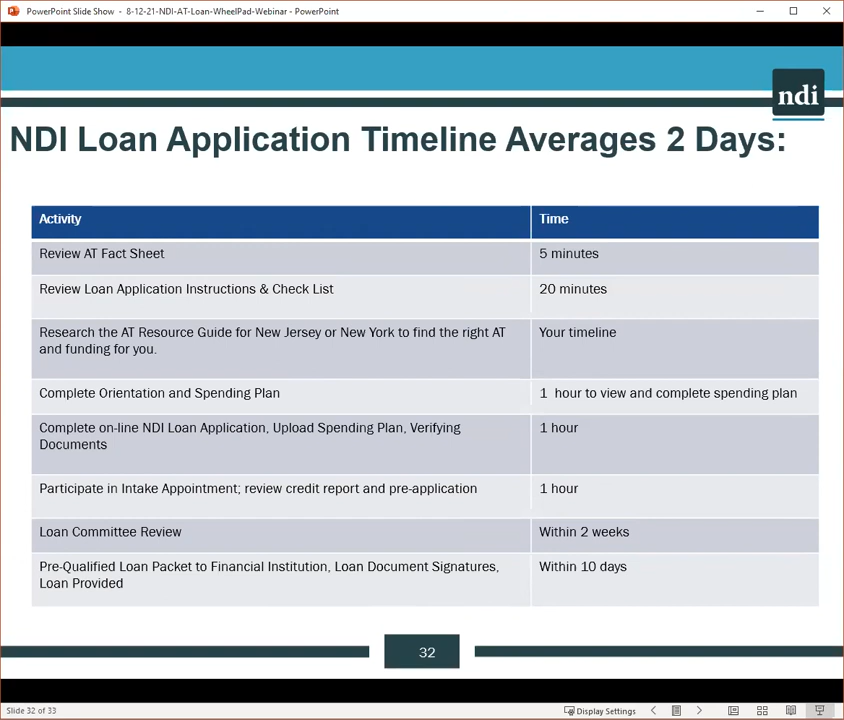 PowerPoint Slide Show - 8-12-21-NDI-AT-Loan-WheelPad-Webinar - PowerPoint
ndi
NDI Loan Application Timeline Averages 2 Days:
Activity
Time
Review AT Fact Sheet
5 minutes
Review Loan Application Instructions & Check List
20 minutes
Research the AT Resource Guide for New Jersey or New York to find the right AT
and funding for you.
Your timeline
Complete Orientation and Spending Plan
1 hour to view and complete spending plan
Complete on-line NDI Loan Application, Upload Spending Plan, Verifying
Documents
1 hour
Participate in Intake Appointment; review credit report and pre-application
1 hour
Loan Committee Review
Within 2 weeks
Pre-Qualified Loan Packet to Financial Institution, Loan Document Signatures,
Loan Provided
Within 10 days
32
Slide 32 of 33
Display Settings